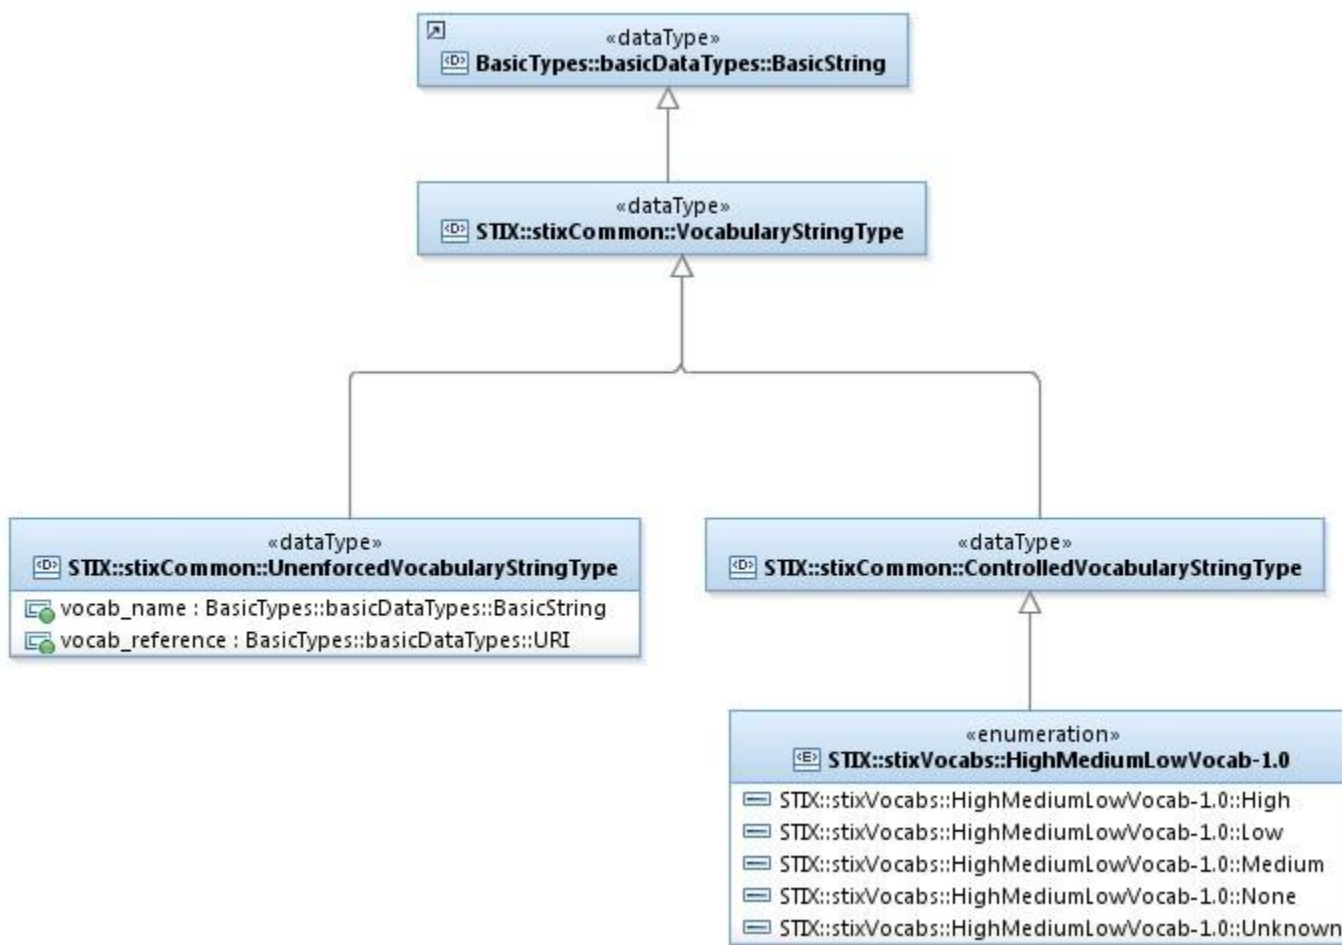 «dataType»
BasicTypes::basicDataTypes::BasicString
«dataType»
STIX::stixCommon::VocabularyStringType
«dataType»
STIX::stixCommon::UnenforcedVocabularyStringType
vocab_name : BasicTypes::basicDataTypes::BasicString
vocab_reference : BasicTypes::basicDataTypes::URI
«dataType»
STIX::stixCommon::ControlledVocabularyStringType
«enumeration»
STIX::stixVocabs::HighMediumLowVocab-1.0
STIX::stixVocabs::HighMediumLowVocab-1.0::High
STIX::stixVocabs::HighMediumLowVocab-1.0::Low
STIX::stixVocabs::HighMediumLowVocab-1.0::Medium
STIX::stixVocabs::HighMediumLowVocab-1.0::None
STIX::stixVocabs::HighMediumLowVocab-1.0::Unknown